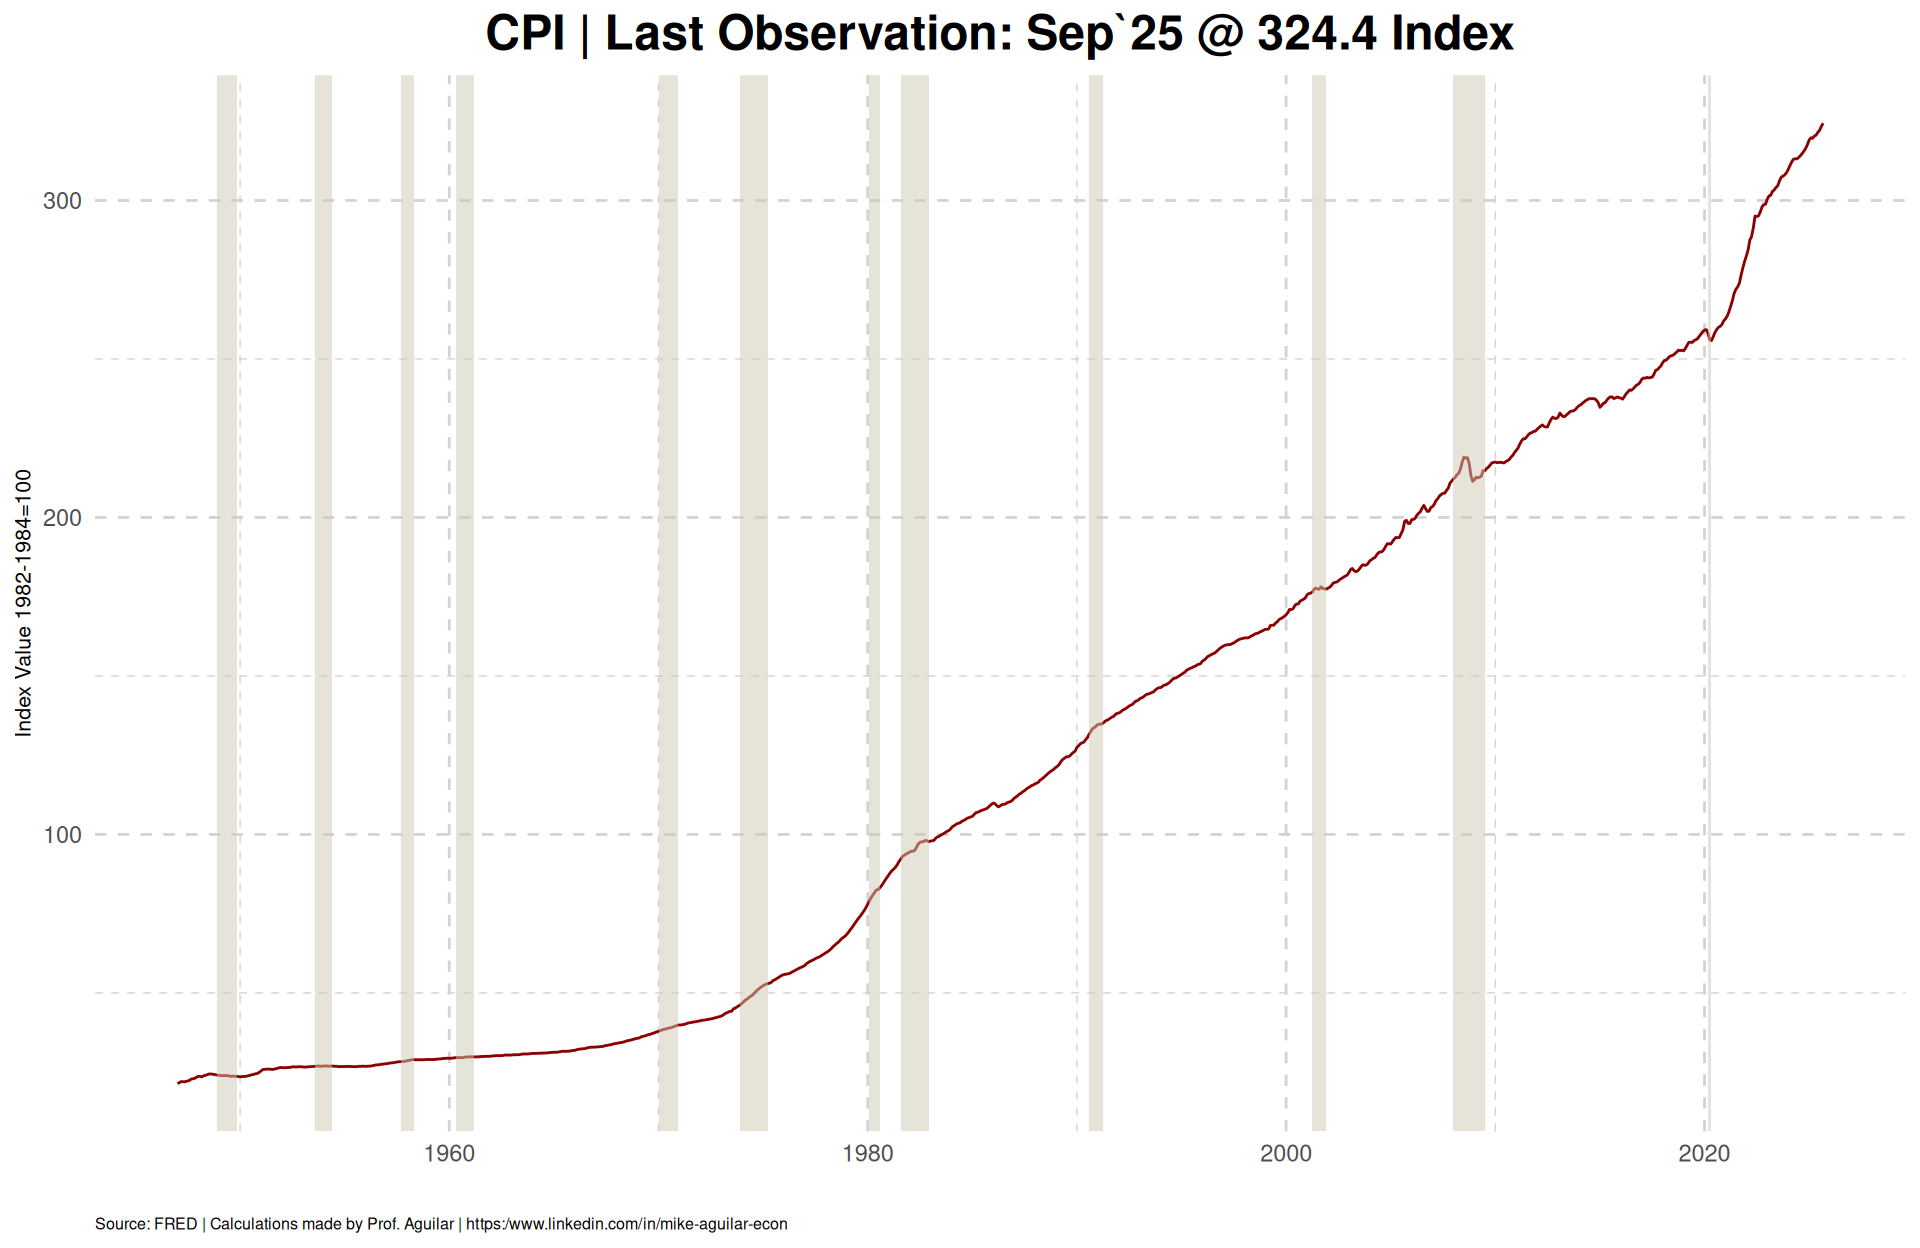 CPI | Last Observation: Sep`25 @ 324.4 Index
Index Value 1982-1984=100
300
200
100
1960
1980
2000
2020
Source: FRED | Calculations made by Prof. Aguilar | https:/www.linkedin.com/in/mike-aguilar-econ